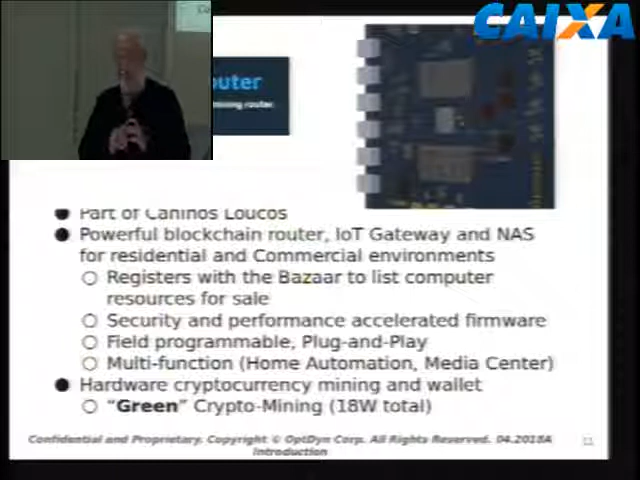 CAIXA
outer
mining router.
Part of Caninos Loucos
Powerful blockchain router, IoT Gateway and NAS
for residential and Commercial environments
Registers with the Bazaar to list computer
resources for sale
Security and performance accelerated firmware
Field programmable, Plug-and-Play
Multi-function (Home Automation, Media Center)
Hardware cryptocurrency mining and wallet
“Green” Crypto-Mining (18W total)
Confidential and Proprietary. Copyright © OptDyn Corp. All Rights Reserved. 04.2018A
Introduction